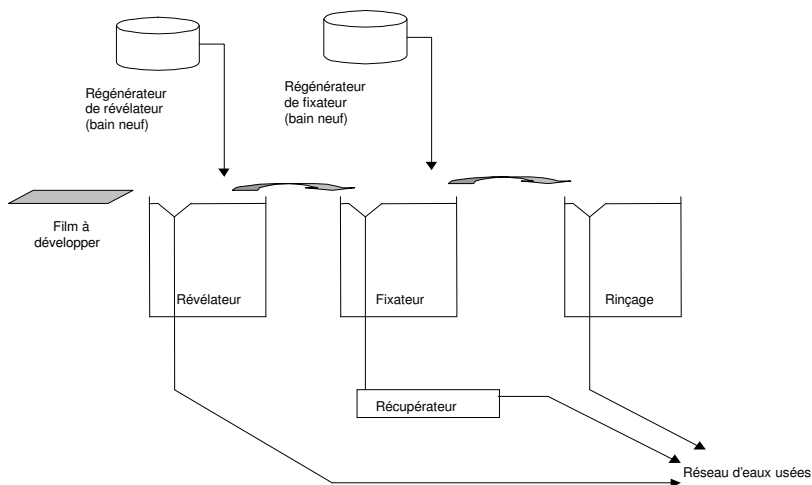 Régénérateur
de révélateur
(bain neuf)
Régénérateur
de fixateur
(bain neuf)
Film à
développer
Révélateur
Fixateur
Rinçage
Récupérateur
Réseau d'eaux usées